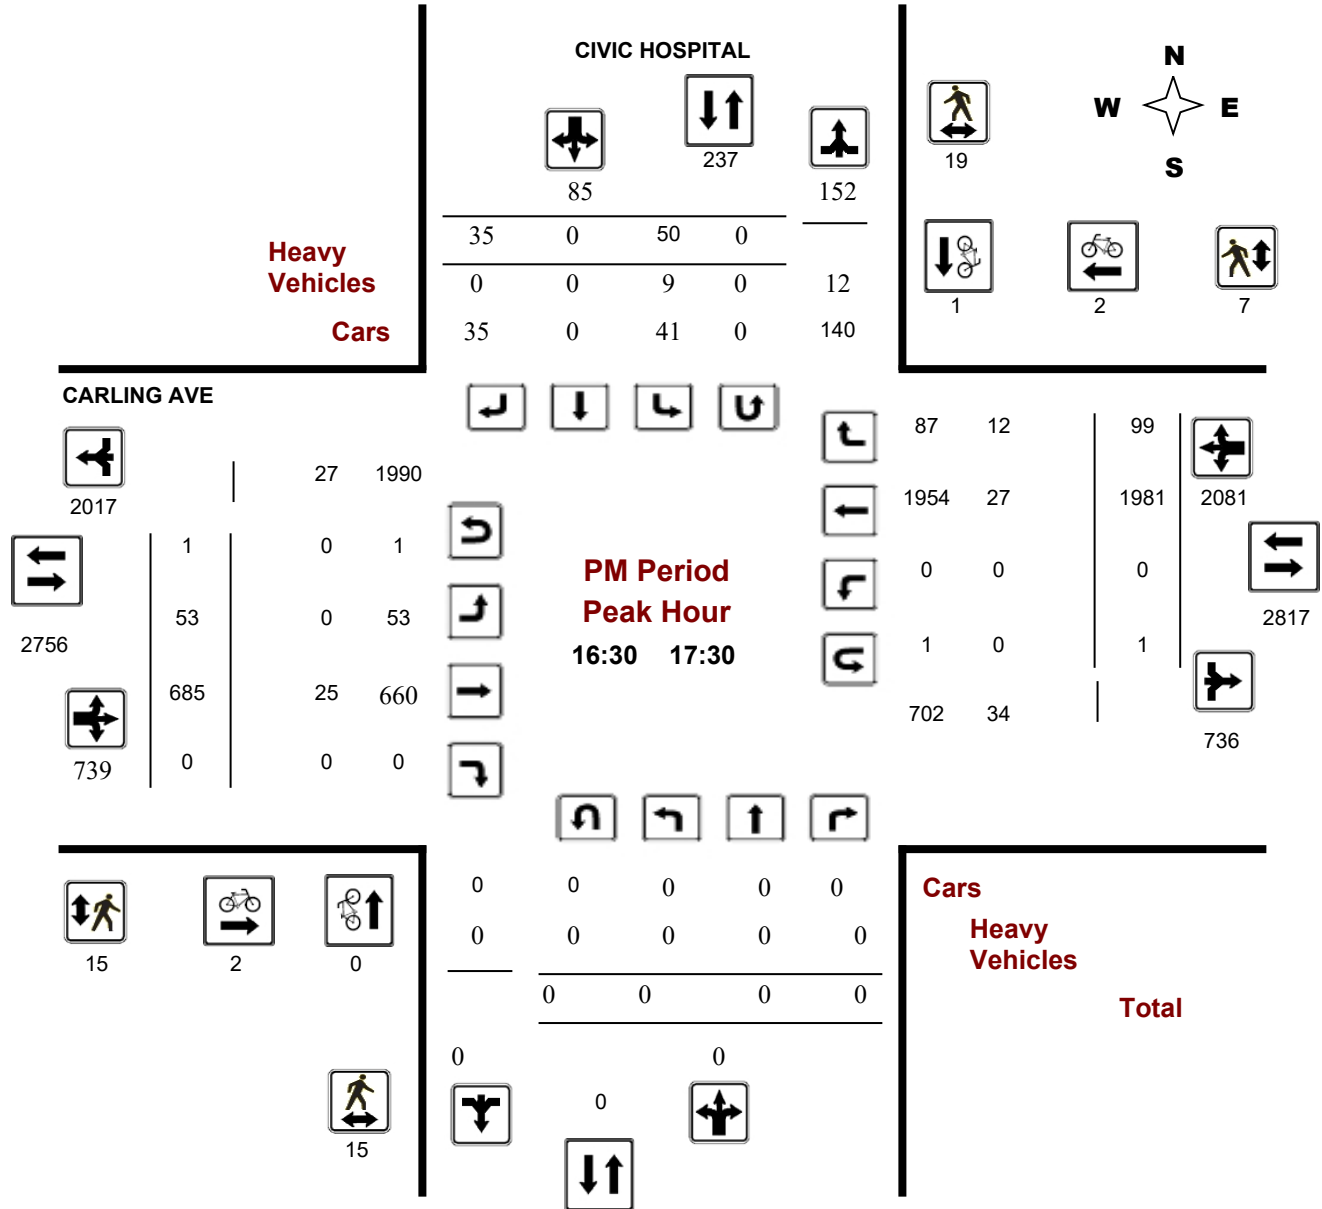 CIVIC HOSPITAL
N
W E
S
237
19
85
152
35 0 50 0
Heavy
Vehicles
0 0 9 0 12
1 2 7
Cars
35 0 41 0 140
CARLING AVE
87 12 99
27 1990
2017
1954 27 1981 2081
1 0 1
PM Period
0 0 0
Peak Hour
53 0 53
2817
2756
16:30 17:30
1 0 1
685 25 660
702 34
736
739 0 0 0
0 0 0 0 0
Cars
0 0 0 0 0
Heavy
Vehicles
15 2 0
0 0 0 0
Total
0 0
0
15